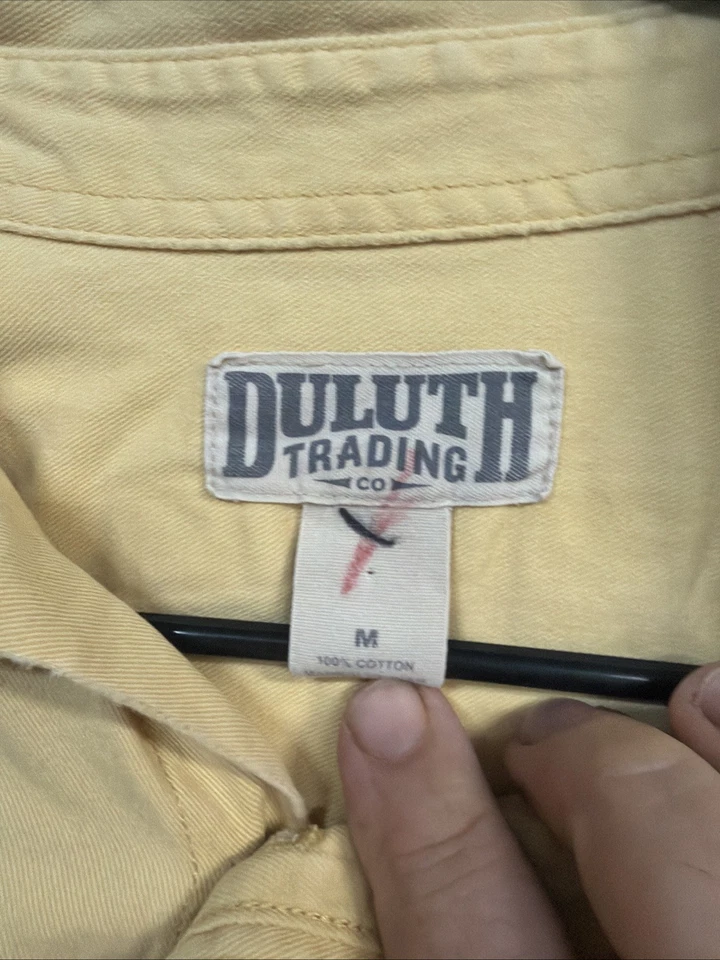 DULUTH
TRADING
CO
M
100% COTTON